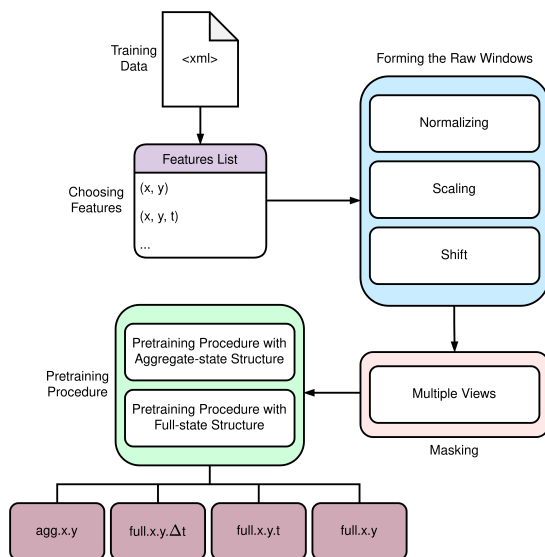 Training
Data
<xml>
Forming the Raw Windows
Normalizing
Scaling
Shift
Choosing
Features
Features List
(x, y)
(x, y, t)
...
Pretraining
Procedure
Pretraining Procedure with
Aggregate-state Structure
Pretraining Procedure with
Full-state Structure
Multiple Views
Masking
agg.x.y
full.x.y.Δt
full.x.y.t
full.x.y